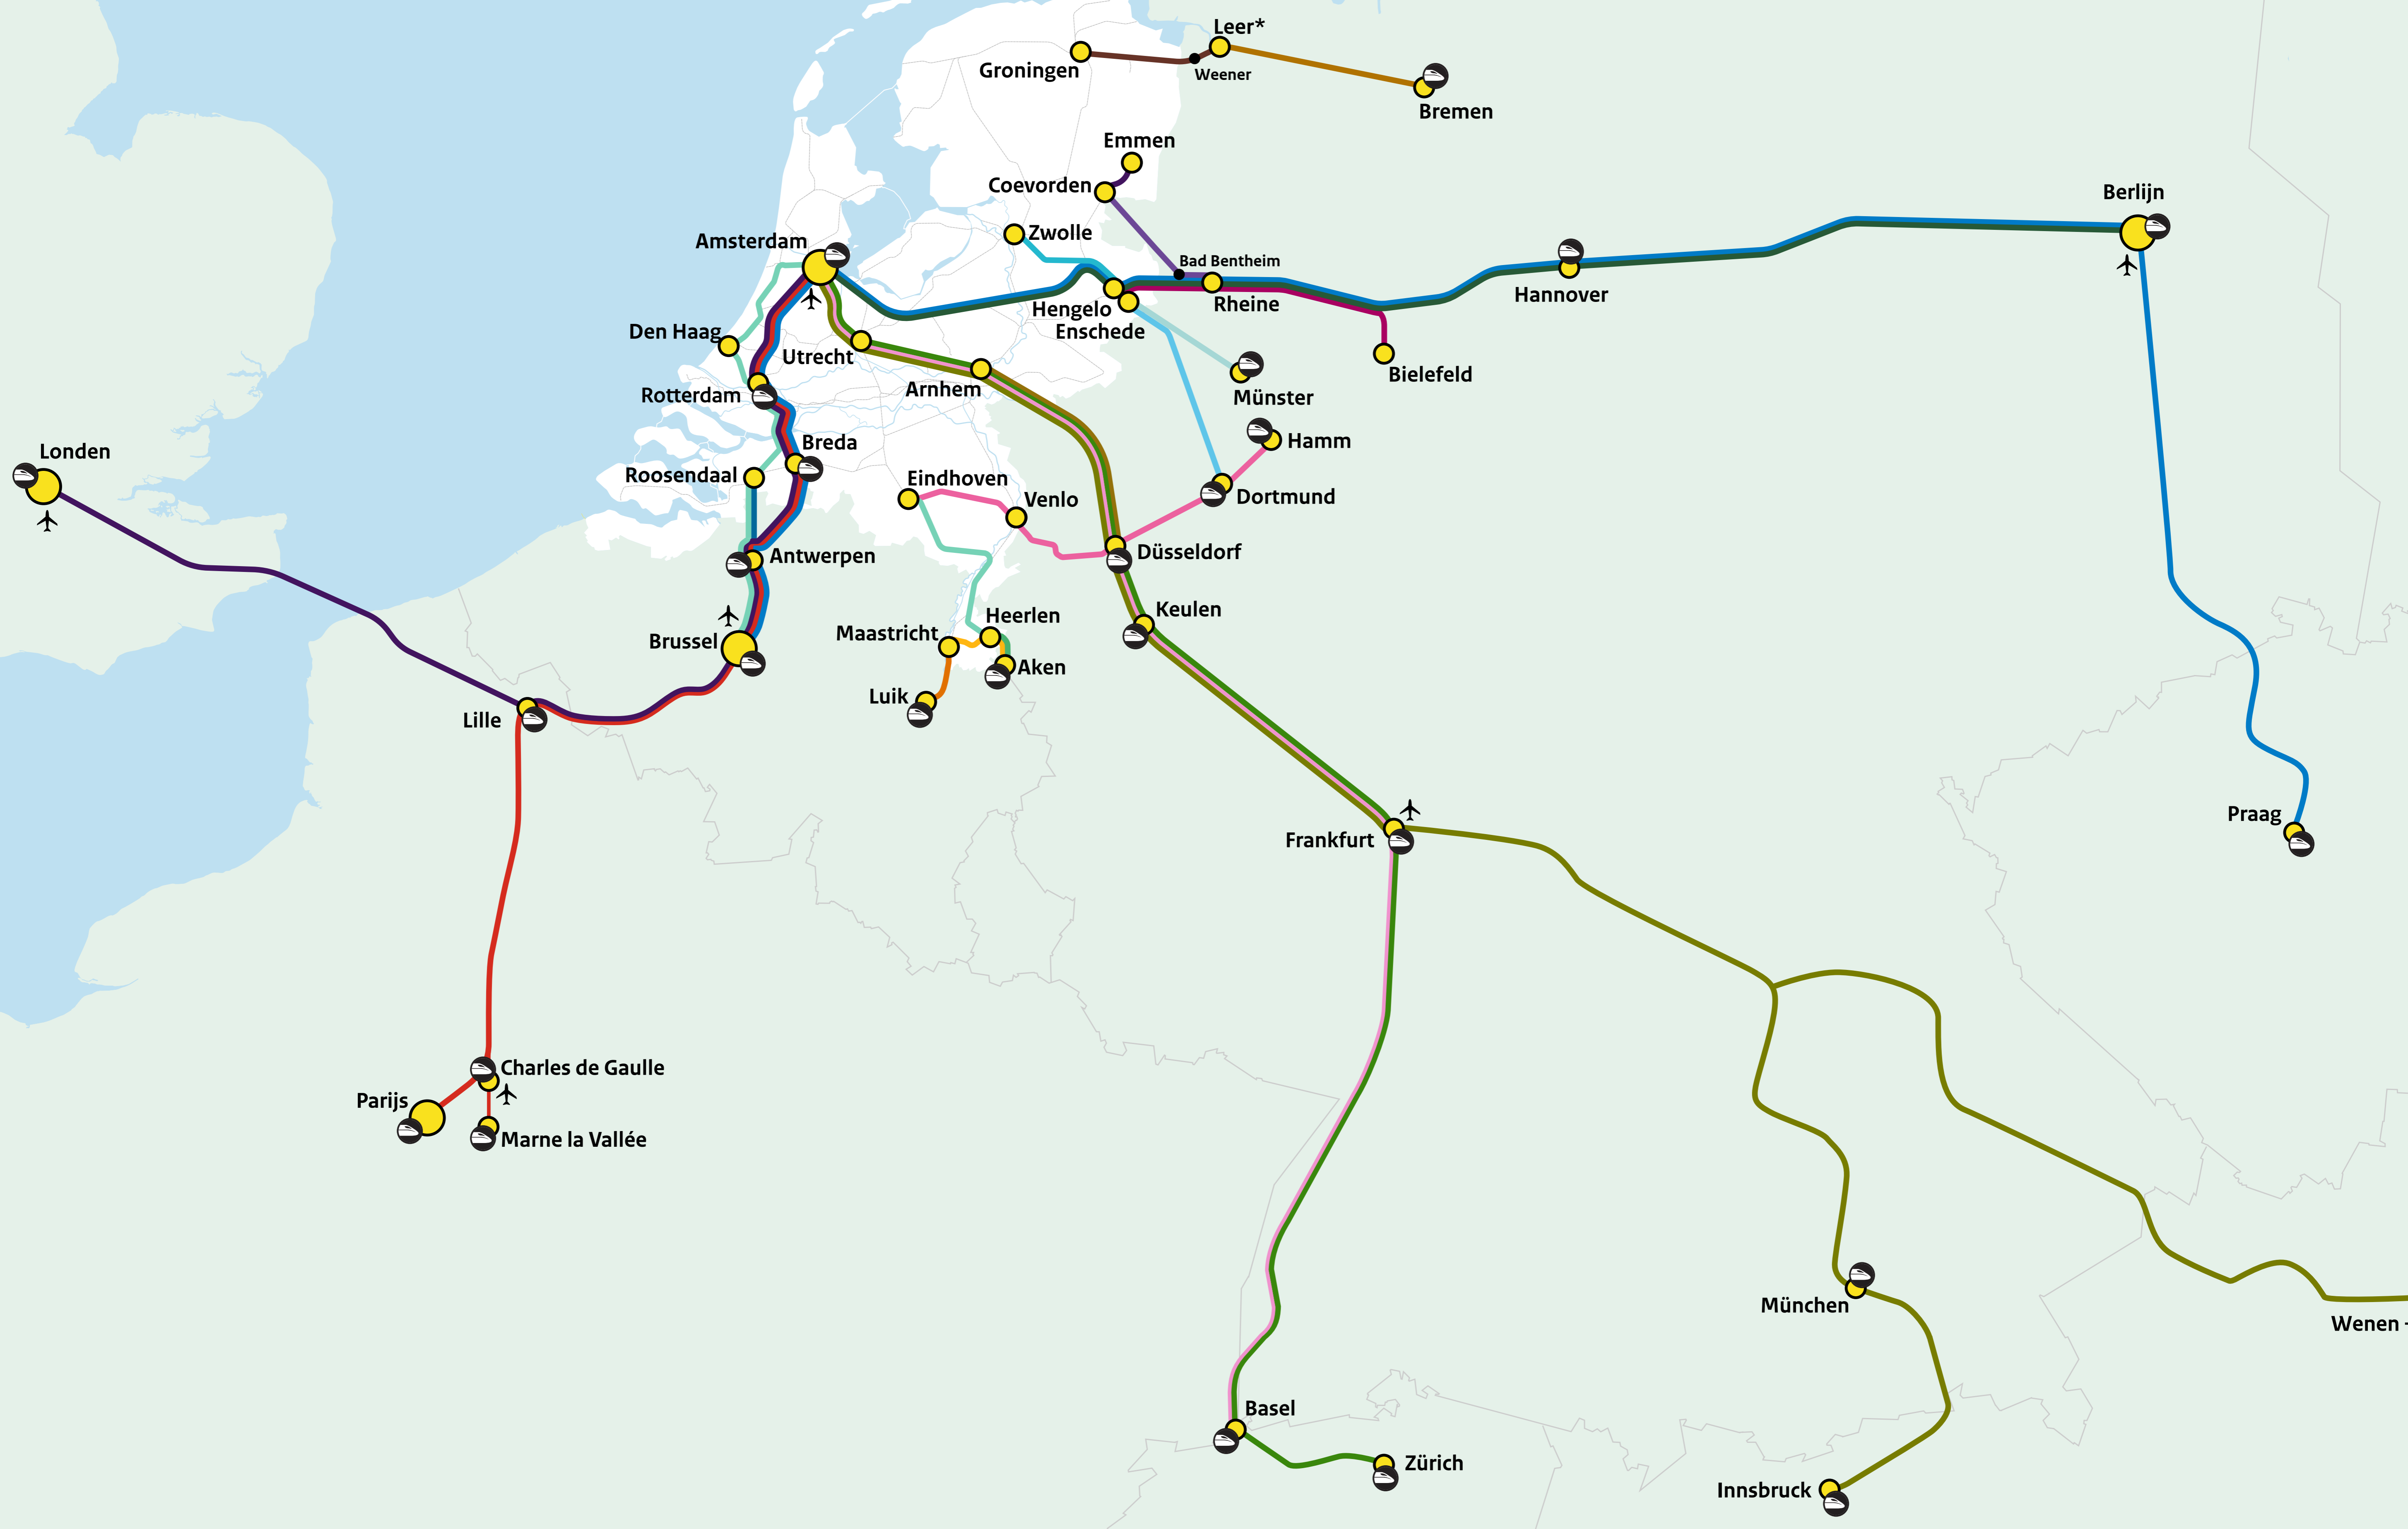 Leer*
Groningen
Weener
Bremen
Emmen
Coevorden
Berlijn
Zwolle
Amsterdam
Bad Bentheim
Hengelo
Rheine
Hannover
Den Haag
Enschede
Utrecht
Bielefeld
Arnhem
Rotterdam
Münster
Breda
Hamm
Londen
Roosendaal
Eindhoven
Venlo
Dortmund
Antwerpen
Düsseldorf
Keulen
Heerlen
Maastricht
Brussel
Aken
Luik
Lille
Praag
Frankfurt
Charles de Gaulle
Parijs
Marne la Vallée
München
Wenen -
Basel
Zürich
Innsbruck